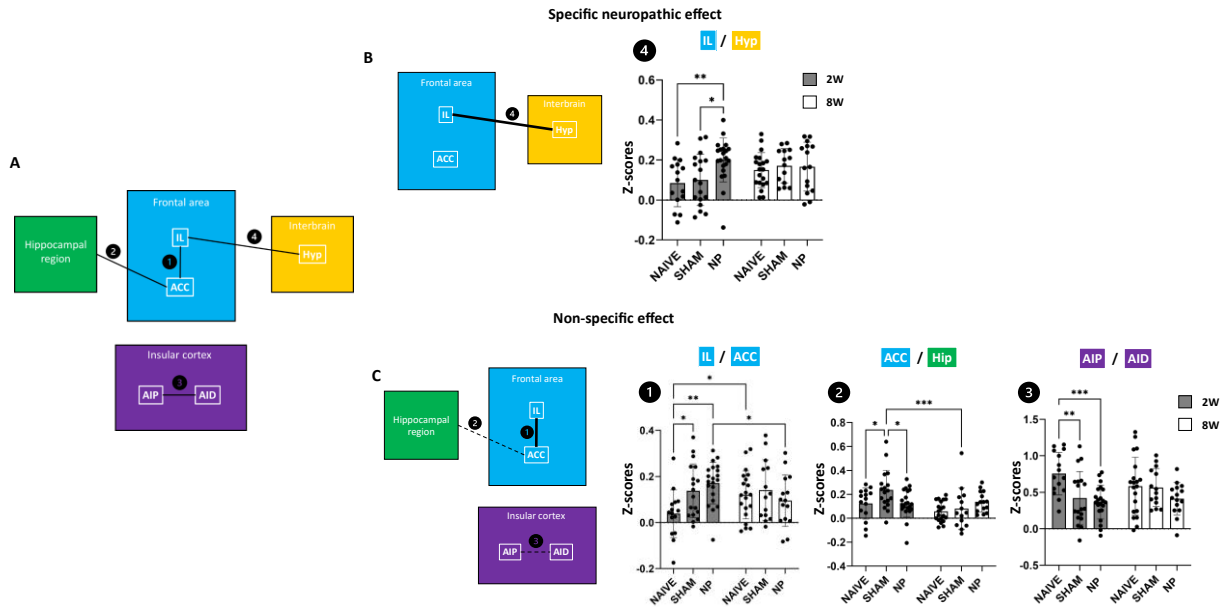 Specific neuropathic effect
B
4
IL / Hyp
Frontal area
IL
ACC
4
Interbrain
Hyp
2W
8W
**
*
Z-scores
0.6
0.4
0.2
0.0
-0.2
NAIVE
SHAM
NP
NAIVE
SHAM
NP
A
Hippocampal
region
2
Frontal area
IL
1
ACC
4
Interbrain
Hyp
Insular cortex
AIP
3
AID
Non-specific effect
C
Hippocampal
region
2
Frontal area
IL
1
ACC
Insular cortex
AIP
3
AID
1
IL / ACC
*
**
*
*
Z-scores
0.4
0.2
0.0
-0.2
NAIVE
SHAM
NP
NAIVE
SHAM
NP
2
ACC / Hip
***
*
*
Z-scores
0.8
0.6
0.4
0.2
0.0
-0.2
-0.4
NAIVE
SHAM
NP
NAIVE
SHAM
NP
3
AIP / AID
***
**
2W
8W
Z-scores
1.5
1.0
0.5
0.0
-0.5
NAIVE
SHAM
NP
NAIVE
SHAM
NP